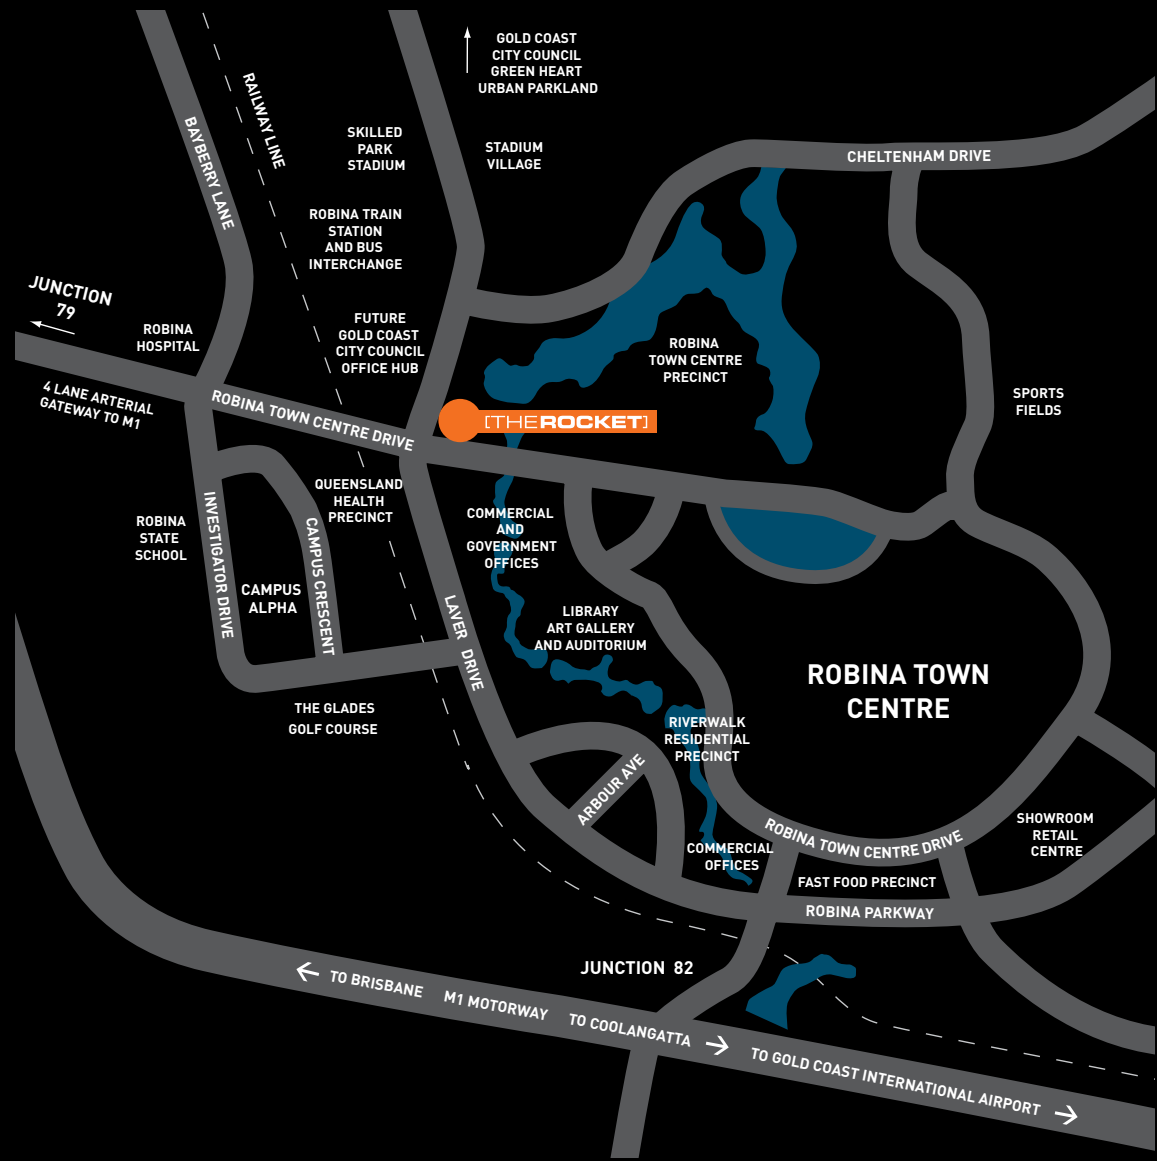 GOLD COAST
CITY COUNCIL
GREEN HEART
URBAN PARKLAND
RAILWAY LINE
BAYBERRY LANE
SKILLED
PARK
STADIUM
STADIUM
VILLAGE
CHELTENHAM DRIVE
ROBINA TRAIN
STATION
AND BUS
INTERCHANGE
JUNCTION
79
ROBINA
HOSPITAL
FUTURE
GOLD COAST
CITY COUNCIL
OFFICE HUB
ROBINA
TOWN CENTRE
PRECINCT
4 LANE ARTERIAL
GATEWAY TO M1
ROBINA TOWN CENTRE DRIVE
[THEROCKET]
SPORTS
FIELDS
QUEENSLAND
HEALTH
PRECINCT
ROBINA
STATE
SCHOOL
INVESTIGATOR DRIVE
CAMPUS CRESCENT
COMMERCIAL
AND
GOVERNMENT
OFFICES
CAMPUS
ALPHA
LAVER DRIVE
LIBRARY
ART GALLERY
AND AUDITORIUM
ROBINA TOWN
CENTRE
THE GLADES
GOLF COURSE
RIVERWALK
RESIDENTIAL
PRECINCT
ARBOUR AVE
ROBINA TOWN CENTRE DRIVE
SHOWROOM
RETAIL
CENTRE
COMMERCIAL
OFFICES
FAST FOOD PRECINCT
ROBINA PARKWAY
JUNCTION 82
TO BRISBANE
M1 MOTORWAY
TO COOLANGATTA
TO GOLD COAST INTERNATIONAL AIRPORT